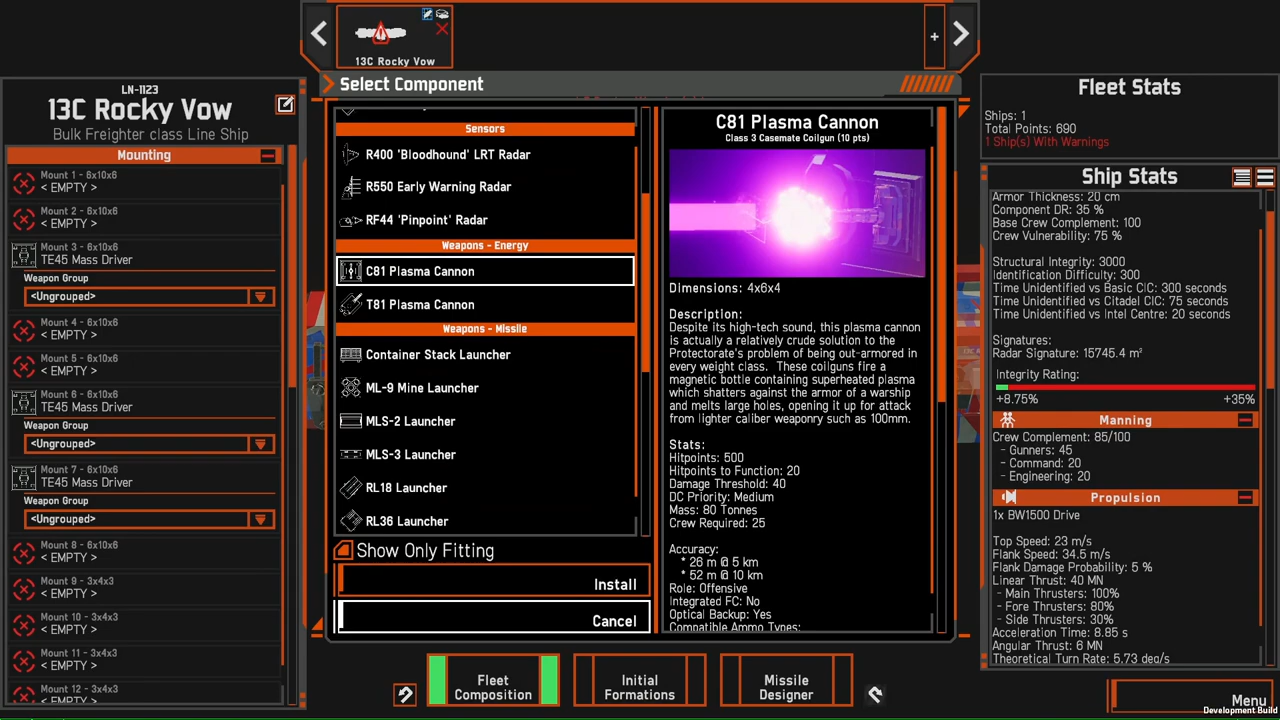 13C Rocky Vow
+
Select Component
LN-1123
13C Rocky Vow
Bulk Freighter class Line Ship
Mounting
Mount 1 - 6x10x6
< EMPTY >
Mount 2 - 6x10x6
< EMPTY >
Mount 3 - 6x10x6
TE45 Mass Driver
Weapon Group
<Ungrouped>
Mount 4 - 6x10x6
< EMPTY >
Mount 5 - 6x10x6
< EMPTY >
Mount 6 - 6x10x6
TE45 Mass Driver
Weapon Group
<Ungrouped>
Mount 7 - 6x10x6
TE45 Mass Driver
Weapon Group
<Ungrouped>
Mount 8 - 6x10x6
< EMPTY >
Mount 9 - 3x4x3
< EMPTY >
Mount 10 - 3x4x3
< EMPTY >
Mount 11 - 3x4x3
< EMPTY >
Mount 12 - 3x4x3
< EMPTY >
Sensors
R400 'Bloodhound' LRT Radar
R550 Early Warning Radar
RF44 'Pinpoint' Radar
Weapons - Energy
C81 Plasma Cannon
T81 Plasma Cannon
Weapons - Missile
Container Stack Launcher
ML-9 Mine Launcher
MLS-2 Launcher
MLS-3 Launcher
RL18 Launcher
RL36 Launcher
Show Only Fitting
Install
Cancel
C81 Plasma Cannon
Class 3 Casemate Coilgun (10 pts)
Dimensions: 4x6x4
Description:
Despite its high-tech sound, this plasma cannon
is actually a relatively crude solution to the
Protectorate's problem of being out-armored in
every weight class. These coilguns fire a
magnetic bottle containing superheated plasma
which shatters against the armor of a warship
and melts large holes, opening it up for attack
from lighter caliber weaponry such as 100mm.
Stats:
Hitpoints: 500
Hitpoints to Function: 20
Damage Threshold: 40
DC Priority: Medium
Mass: 80 Tonnes
Crew Required: 25
Accuracy:
* 26 m @ 5 km
* 52 m @ 10 km
Role: Offensive
Integrated FC: No
Optical Backup: Yes
Compatible Ammo Types:
Fleet Stats
Ships: 1
Total Points: 690
1 Ship(s) With Warnings
Ship Stats
Armor Thickness: 20 cm
Component DR: 35 %
Base Crew Complement: 100
Crew Vulnerability: 75 %
Structural Integrity: 3000
Identification Difficulty: 300
Time Unidentified vs Basic CIC: 300 seconds
Time Unidentified vs Citadel CIC: 75 seconds
Time Unidentified vs Intel Centre: 20 seconds
Signatures:
Radar Signature: 15745.4 m²
Integrity Rating:
+8.75% +35%
Manning
Crew Complement: 85/100
- Gunners: 45
- Command: 20
- Engineering: 20
Propulsion
1x BW1500 Drive
Top Speed: 23 m/s
Flank Speed: 34.5 m/s
Flank Damage Probability: 5 %
Linear Thrust: 40 MN
- Main Thrusters: 100%
- Fore Thrusters: 80%
- Side Thrusters: 30%
Acceleration Time: 8.85 s
Angular Thrust: 6 MN
Theoretical Turn Rate: 5.73 deg/s
Fleet
Composition
Initial
Formations
Missile
Designer
Menu
Development Build